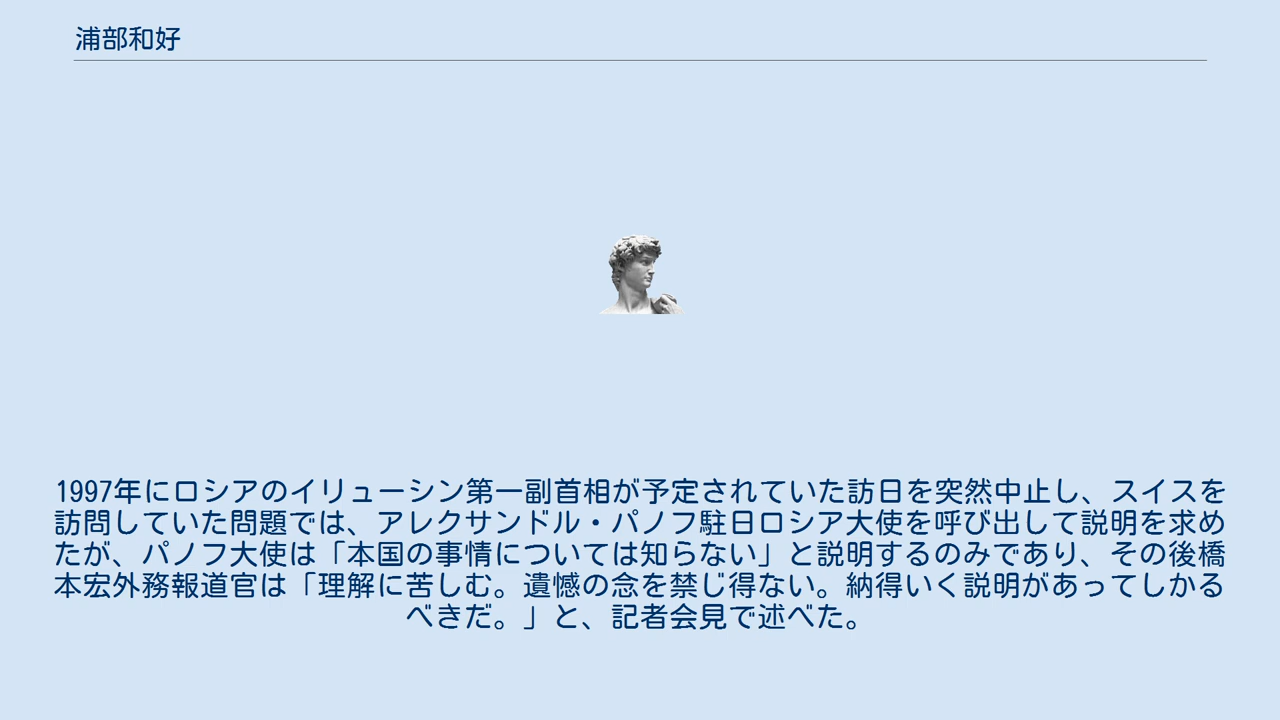 浦部和好
1997年にロシアのイリューシン第一副首相が予定されていた訪日を突然中止し、スイスを
訪問していた問題では、アレクサンドル・パノフ駐日ロシア大使を呼び出して説明を求め
たが、パノフ大使は「本国の事情については知らない」と説明するのみであり、その後橋
本宏外務報道官は「理解に苦しむ。遺憾の念を禁じ得ない。納得いく説明があってしかる
べきだ。」と、記者会見で述べた。